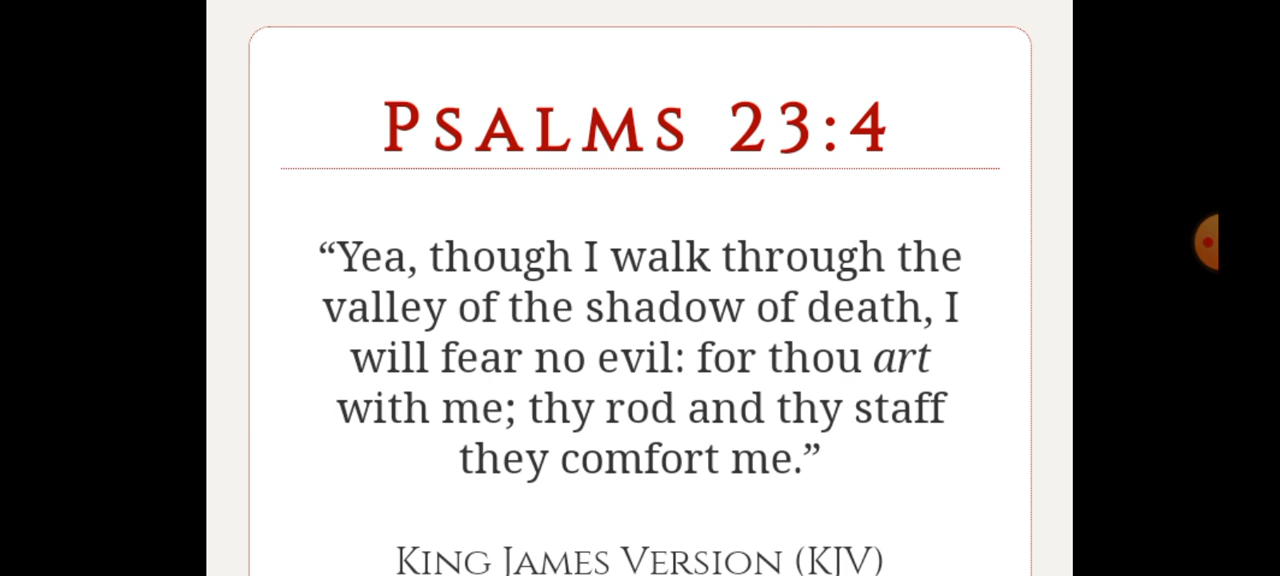 Psalms 23:4
“Yea, though I walk through the
valley of the shadow of death, I
will fear no evil: for thou art
with me; thy rod and thy staff
they comfort me.”
King James Version (KJV)